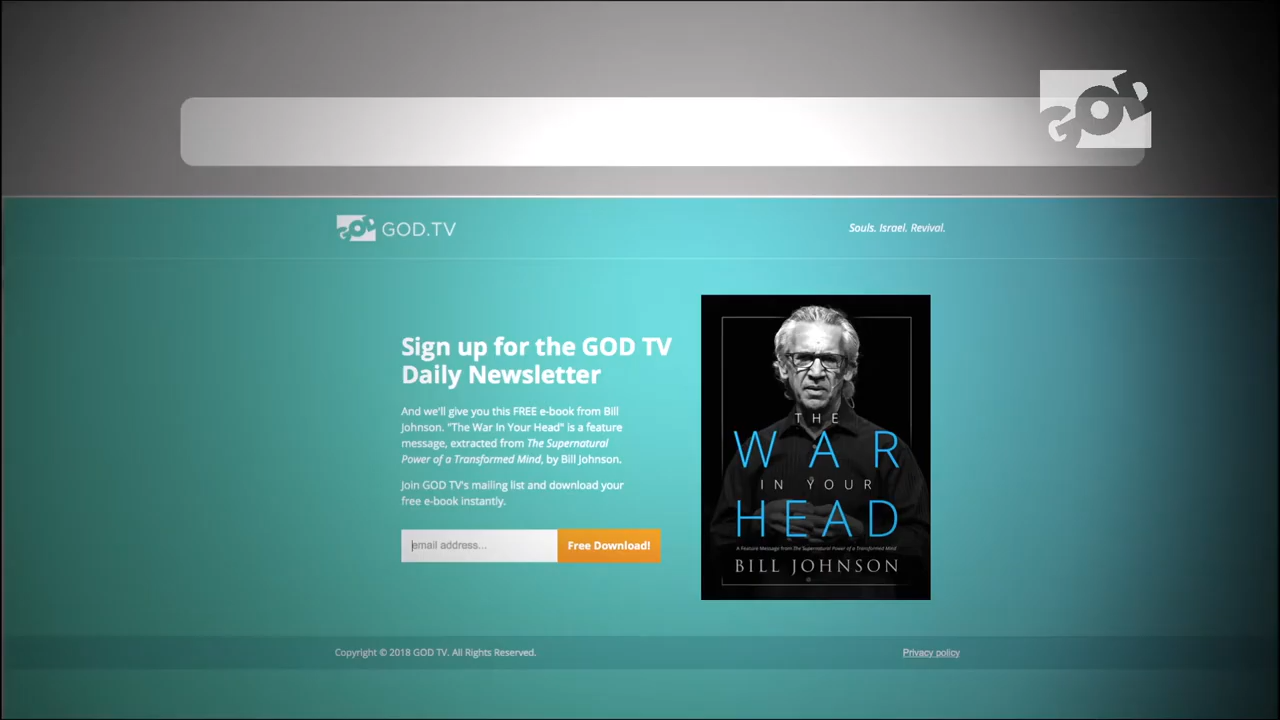 GOD
GOD GOD.TV
Souls. Israel. Revival.
Sign up for the GOD TV
Daily Newsletter
And we'll give you this FREE e-book from Bill
Johnson. "The War In Your Head" is a feature
message, extracted from The Supernatural
Power of a Transformed Mind, by Bill Johnson.
Join GOD TV's mailing list and download your
free e-book instantly.
email address...
Free Download!
THE
WAR
IN YOUR
HEAD
A Feature Message from The Supernatural Power of a Transformed Mind
BILL JOHNSON
Copyright © 2018 GOD TV. All Rights Reserved.
Privacy policy